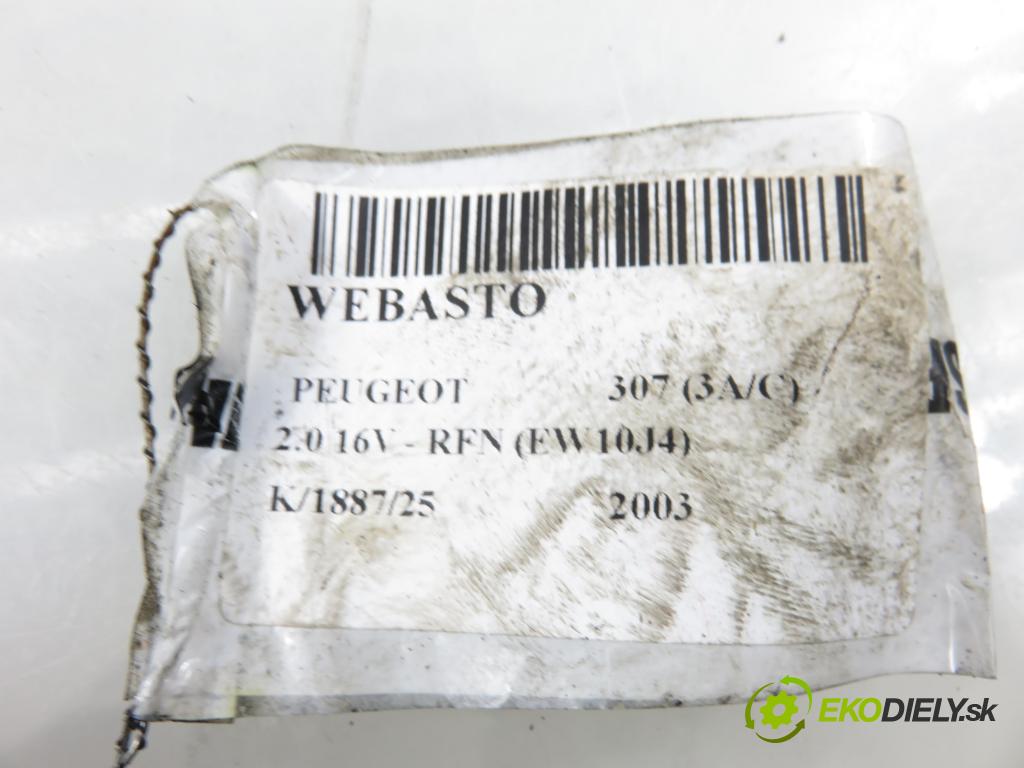 WEBASTO
PEUGEOT 307 (3A/C)
2.0 16V - RFN (EW10J4)
K/1887/25 2003
EKODIELY.sk